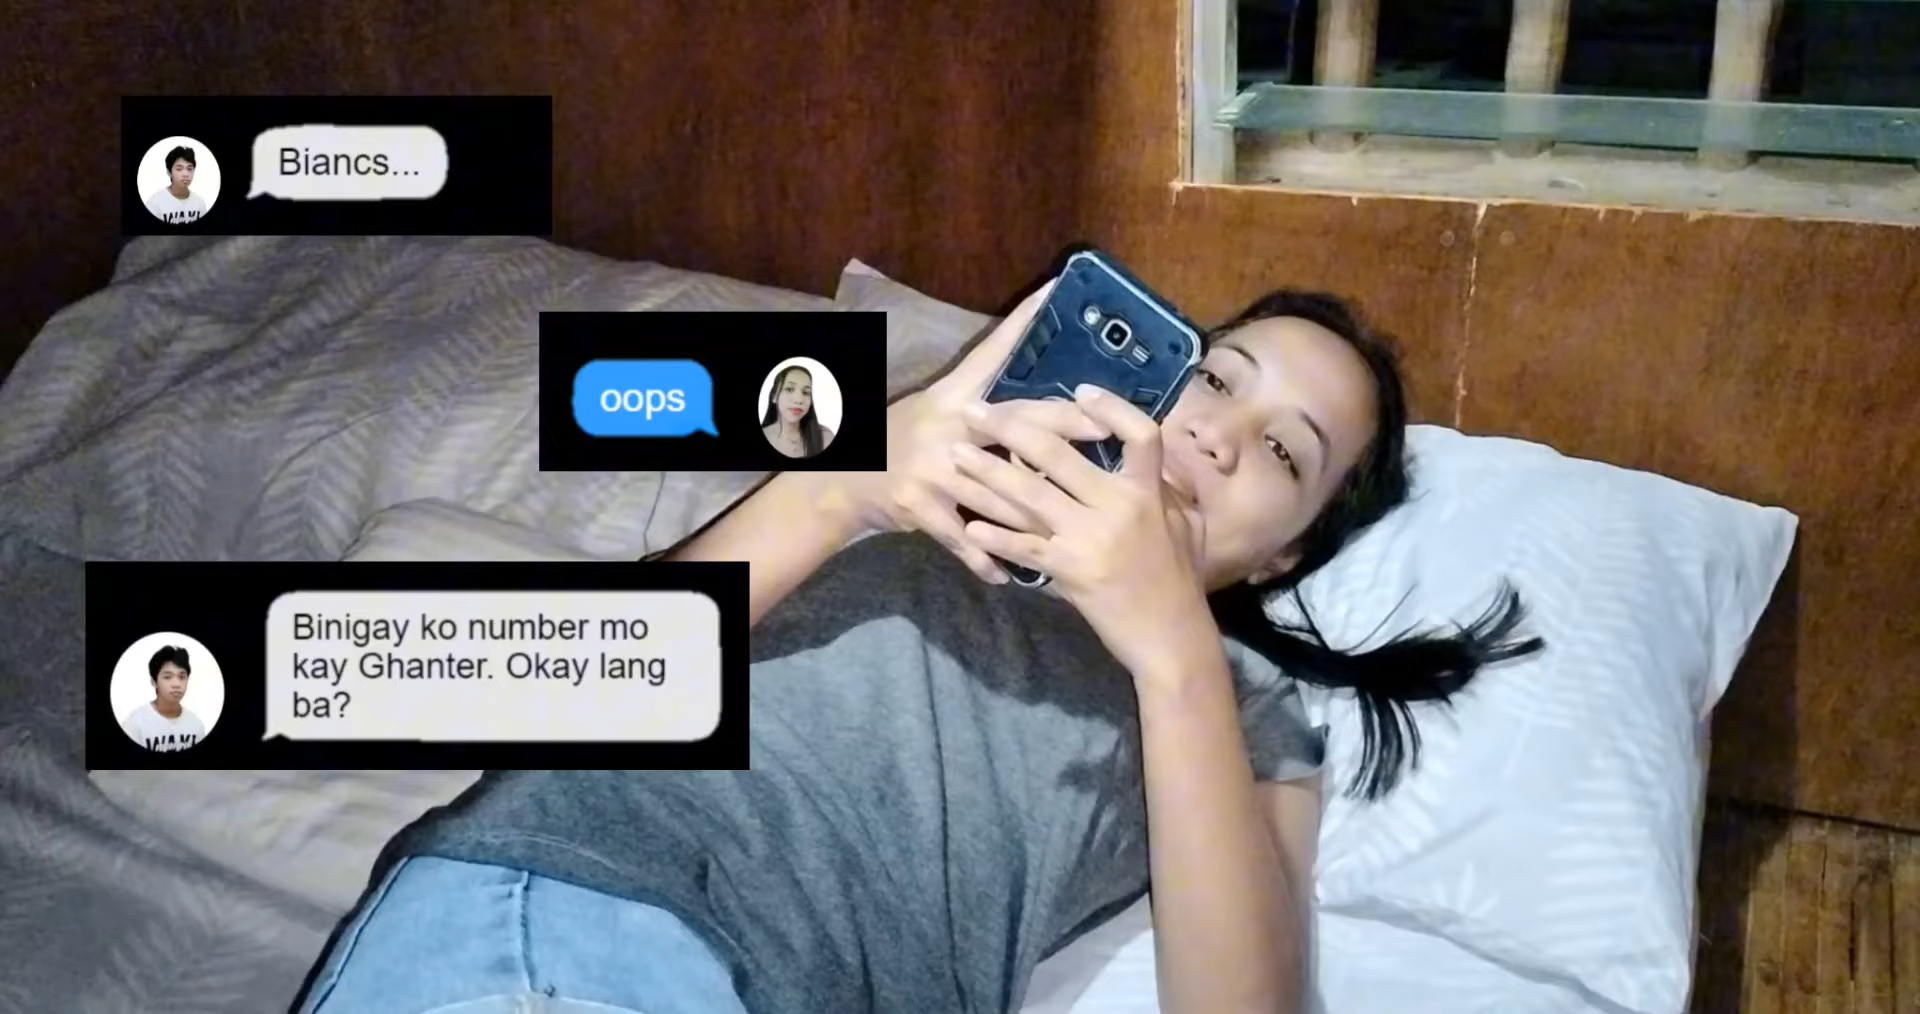 Biancs...
oops
Binigay ko number mo
kay Ghanter. Okay lang
ba?